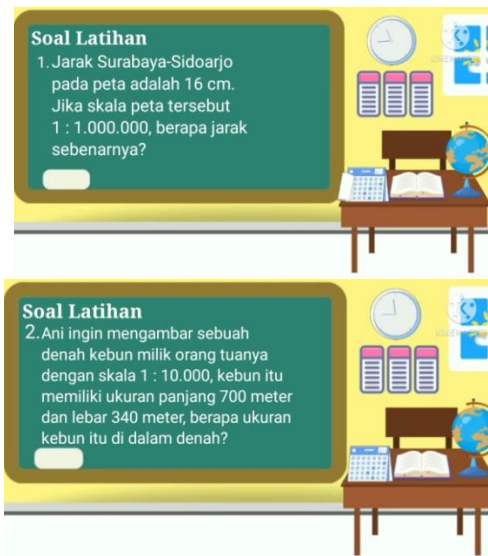 Soal Latihan
1. Jarak Surabaya-Sidoarjo
pada peta adalah 16 cm.
Jika skala peta tersebut
1 : 1.000.000, berapa jarak
sebenarnya?
Soal Latihan
2. Ani ingin mengambar sebuah
denah kebun milik orang tuanya
dengan skala 1 : 10.000, kebun itu
memiliki ukuran panjang 700 meter
dan lebar 340 meter, berapa ukuran
kebun itu di dalam denah?